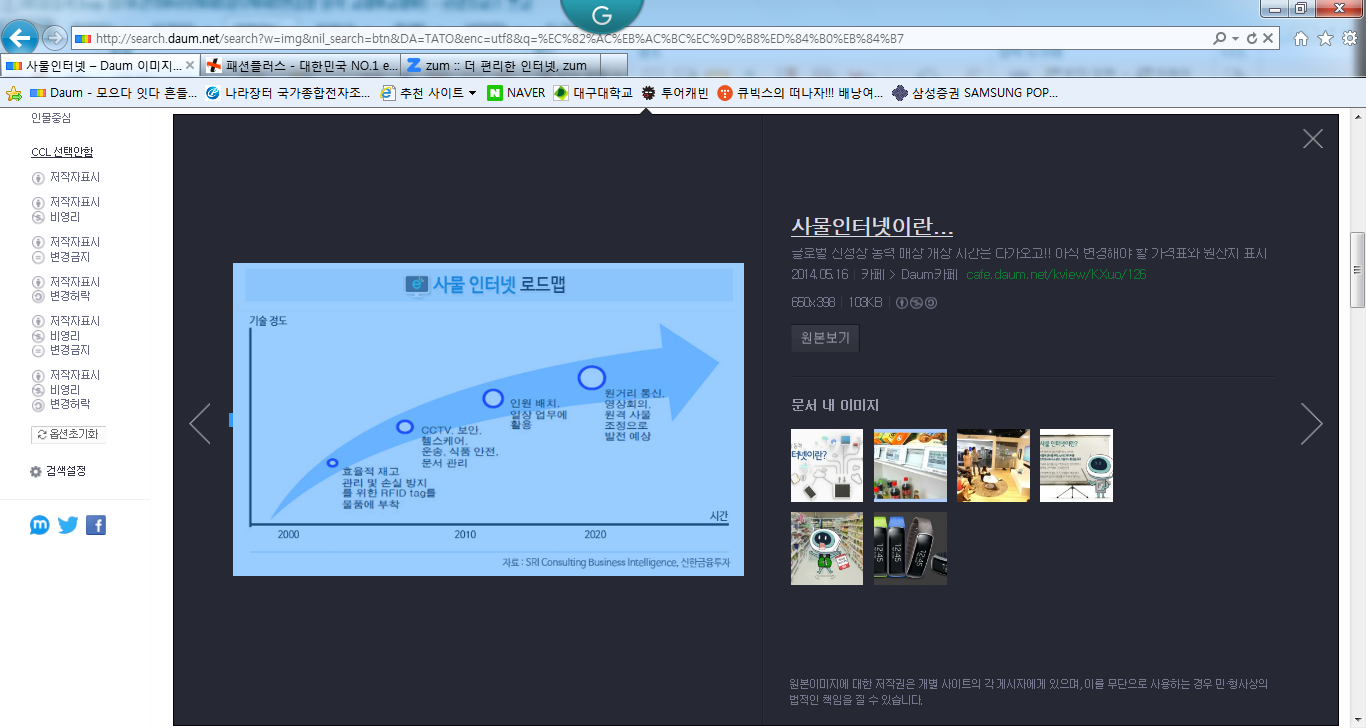 G
http://search.daum.net/search?w=img&nil_search=btn&DA=TATO&enc=utf8&q=%EC%82%AC%EB%AC%BC%EC%9D%B8%ED%84%B0%EB%84%B7
사물인터넷 – Daum 이미지...
패션플러스 - 대한민국 NO.1 e...
zum :: 더 편리한 인터넷, zum
Daum - 모으다 잇다 흔들...
나라장터 국가종합전자조...
추천 사이트
NAVER
대구대학교
투어캐빈
큐빅스의 떠나자!!! 배낭여...
삼성증권 SAMSUNG POP...
인물중심
CCL 선택안함
저작자표시
저작자표시
비영리
저작자표시
변경금지
저작자표시
변경허락
저작자표시
비영리
변경금지
저작자표시
비영리
변경허락
옵션초기화
검색설정
사물 인터넷 로드맵
기술 정도
원거리 통신,
영상회의,
원격 사물
조정으로
발전 예상
인원 배치,
일상 업무에
활용
CCTV, 보안,
헬스케어,
운송, 식품 안전,
문서 관리
효율적 재고
관리 및 손실 방지
를 위한 RFID tag를
물품에 부착
시간
2000 2010 2020
자료 : SRI Consulting Business Intelligence, 신한금융투자
사물인터넷이란...
글로벌 신성장 동력 매장 개장 시간은 다가오고!! 아직 변경해야 할 가격표와 원산지 표시
2014.05.16 | 카페 > Daum카페 cafe.daum.net/kview/KXuo/126
650x398 | 103KB
원본보기
문서 내 이미지
터넷이란?
사물 인터넷이란?
12:45
12:45
원본이미지에 대한 저작권은 개별 사이트의 각 게시자에게 있으며, 이를 무단으로 사용하는 경우 민·형사상의
법적인 책임을 질 수 있습니다.